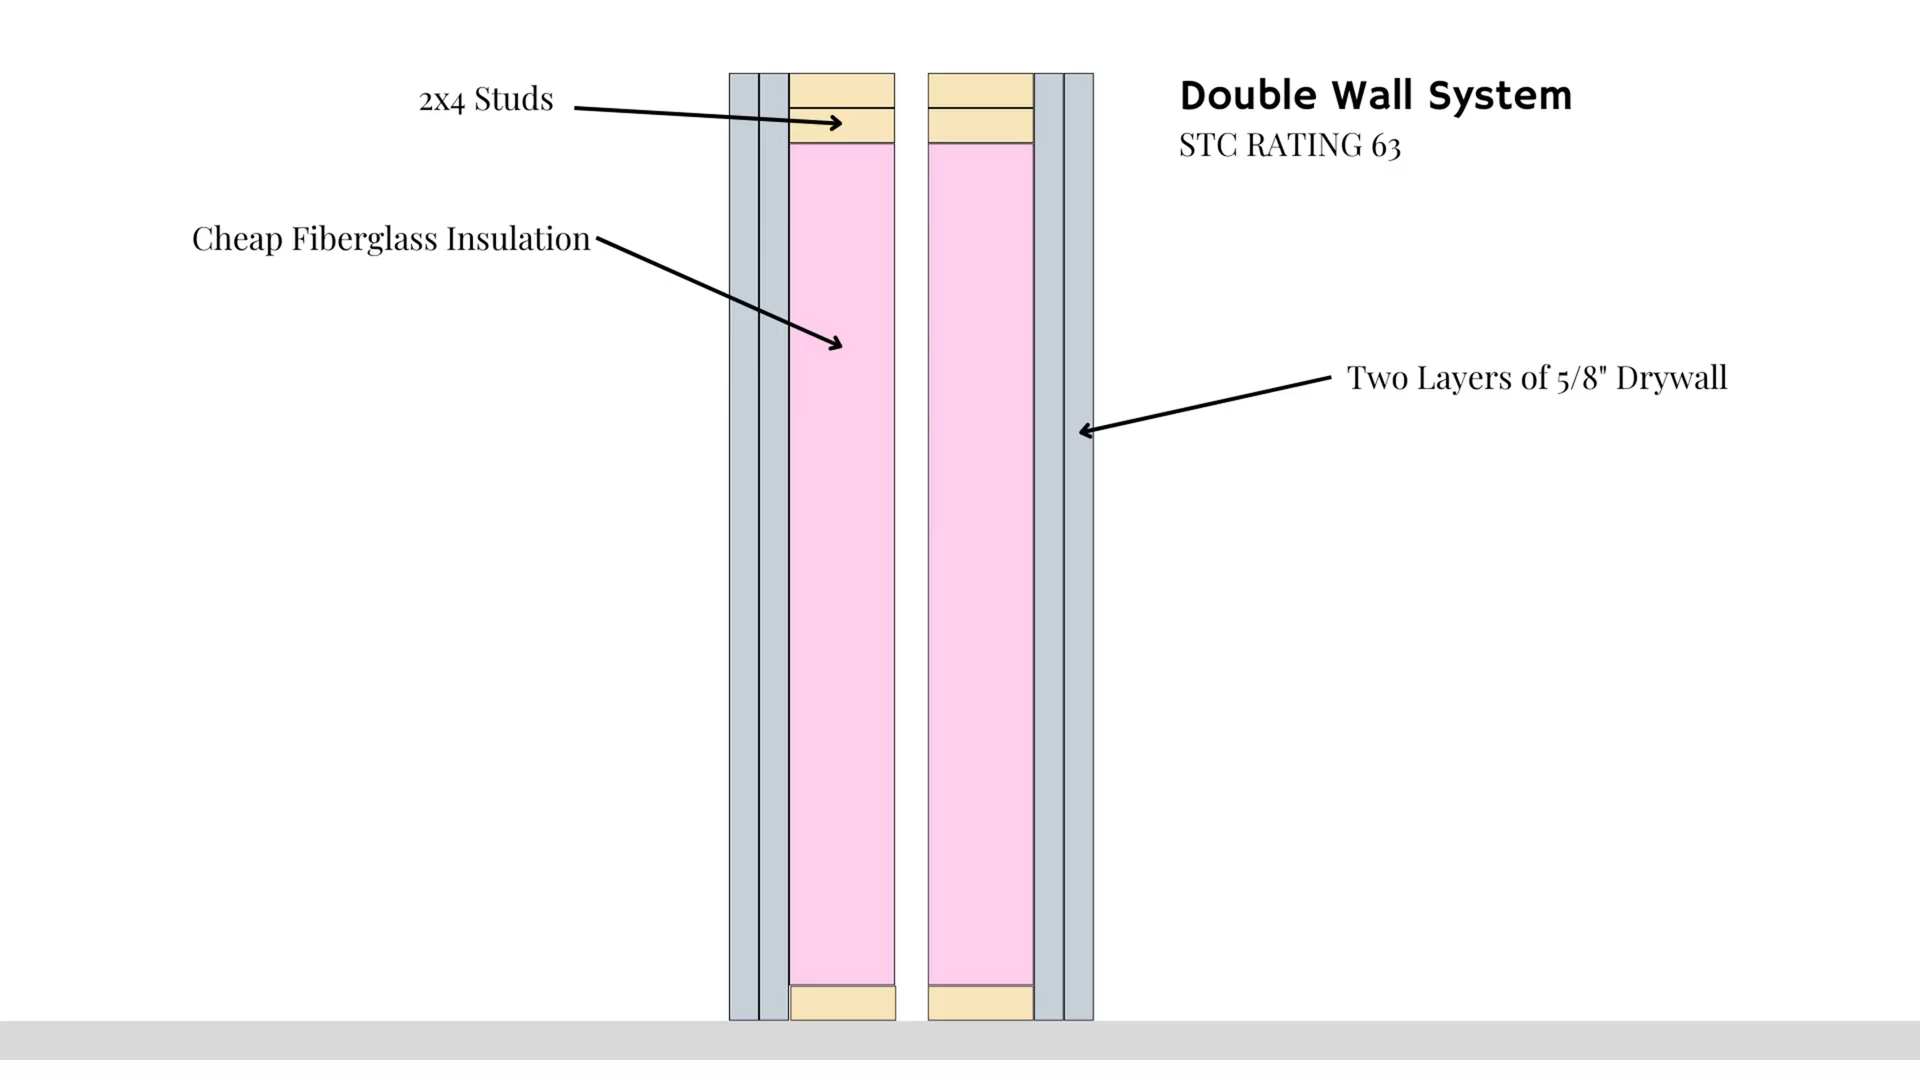 2x4 Studs
Double Wall System
STC RATING 63
Cheap Fiberglass Insulation
Two Layers of 5/8" Drywall